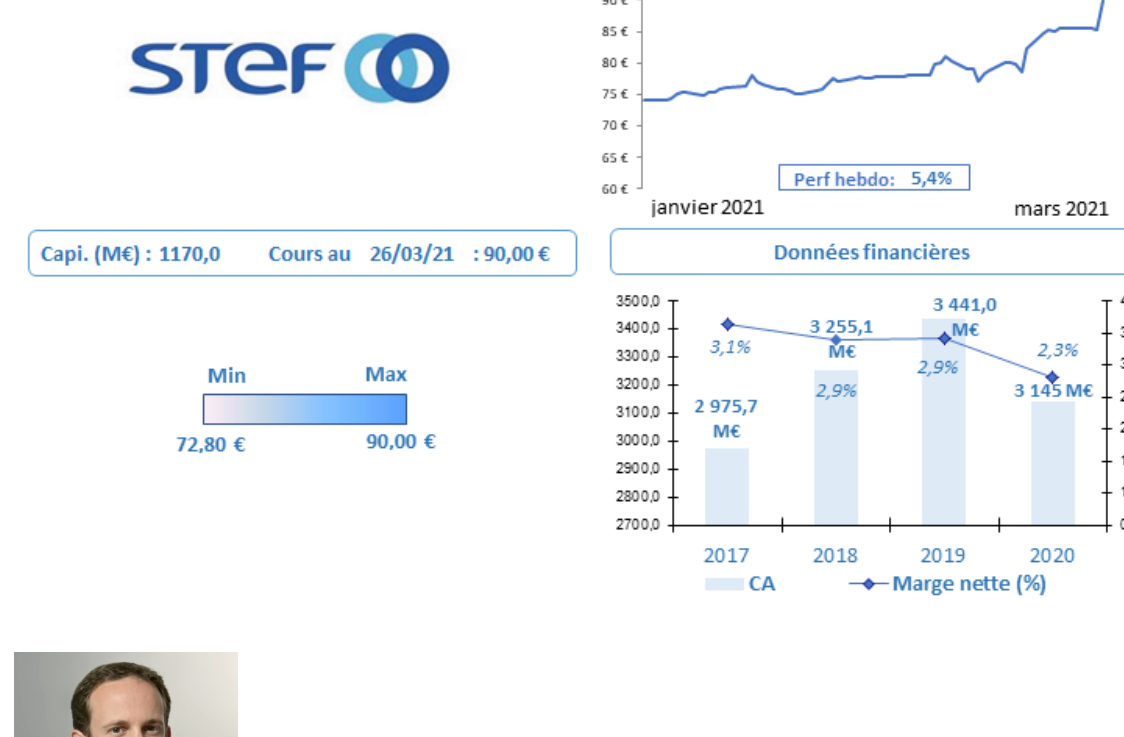 STEF
90 €
85 €
80 €
75 €
70 €
65 €
60 €
Perf hebdo: 5,4%
janvier 2021 mars 2021
Capi. (M€) : 1170,0 Cours au 26/03/21 : 90,00 €
Données financières
Min Max
72,80 € 90,00 €
3500,0
3400,0
3300,0
3200,0
3100,0
3000,0
2900,0
2800,0
2700,0
3,1%
2 975,7
M€
3 255,1
M€
2,9%
3 441,0
M€
2,9%
2,3%
3 145 M€
2017 2018 2019 2020
CA Marge nette (%)